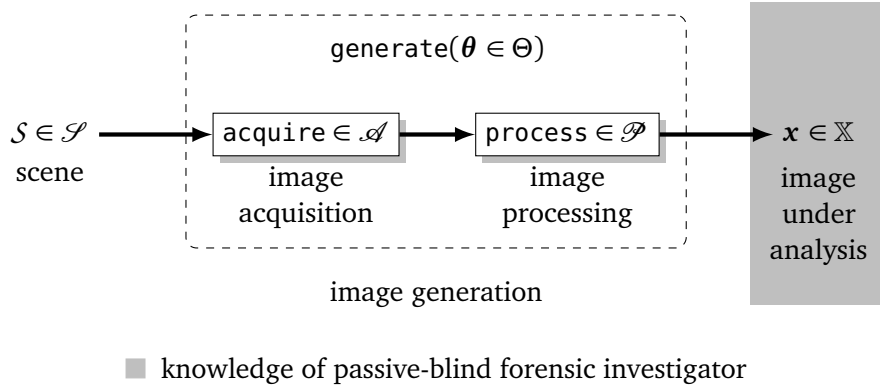 generate(θ ∈ Θ)
𝒮 ∈ 𝒮
scene
acquire ∈ 𝒜
image
acquisition
process ∈ 𝒫
image
processing
x ∈ 𝕏
image
under
analysis
image generation
knowledge of passive-blind forensic investigator